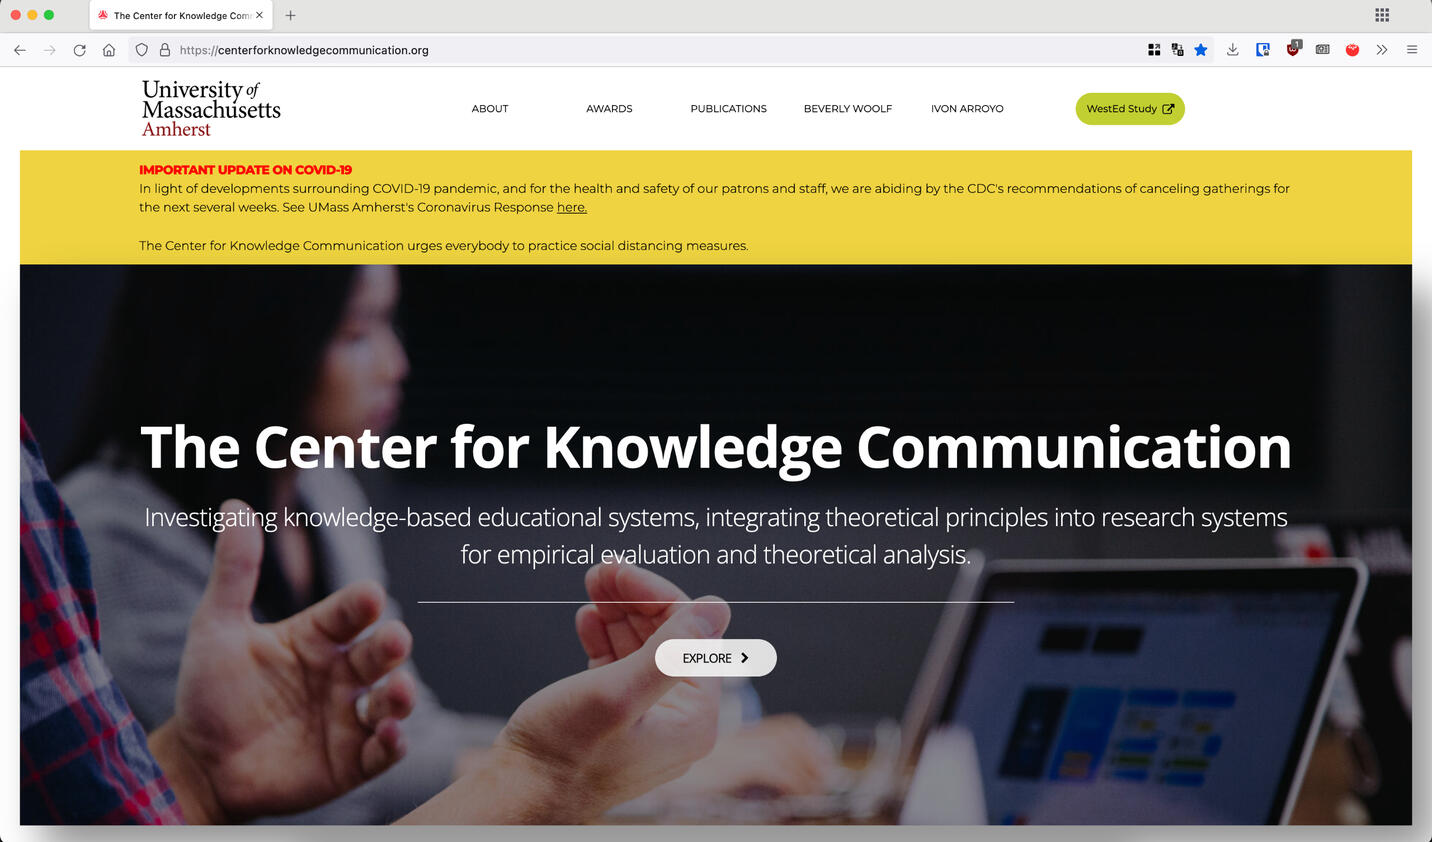 The Center for Knowledge Com
https://centerforknowledgecommunication.org
1
University of
Massachusetts
Amherst
ABOUT
AWARDS
PUBLICATIONS
BEVERLY WOOLF
IVON ARROYO
WestEd Study
IMPORTANT UPDATE ON COVID-19
In light of developments surrounding COVID-19 pandemic, and for the health and safety of our patrons and staff, we are abiding by the CDC's recommendations of canceling gatherings for
the next several weeks. See UMass Amherst's Coronavirus Response here.
The Center for Knowledge Communication urges everybody to practice social distancing measures.
The Center for Knowledge Communication
Investigating knowledge-based educational systems, integrating theoretical principles into research systems
for empirical evaluation and theoretical analysis.
EXPLORE